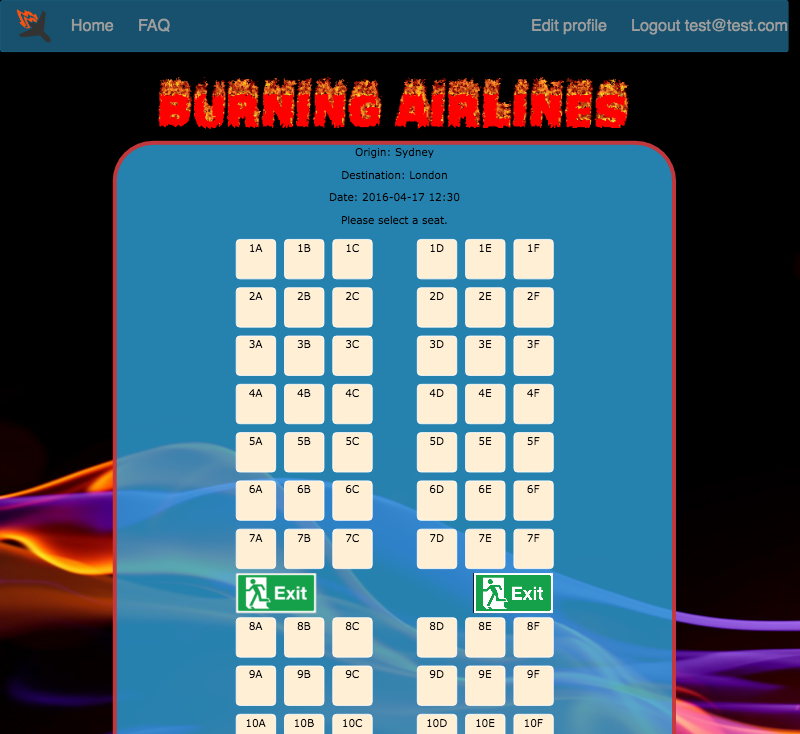 Home FAQ Edit profile Logout test@test.com
BURNING AIRLINES
Origin: Sydney
Destination: London
Date: 2016-04-17 12:30
Please select a seat.
1A 1B 1C 1D 1E 1F
2A 2B 2C 2D 2E 2F
3A 3B 3C 3D 3E 3F
4A 4B 4C 4D 4E 4F
5A 5B 5C 5D 5E 5F
6A 6B 6C 6D 6E 6F
7A 7B 7C 7D 7E 7F
Exit Exit
8A 8B 8C 8D 8E 8F
9A 9B 9C 9D 9E 9F
10A 10B 10C 10D 10E 10F